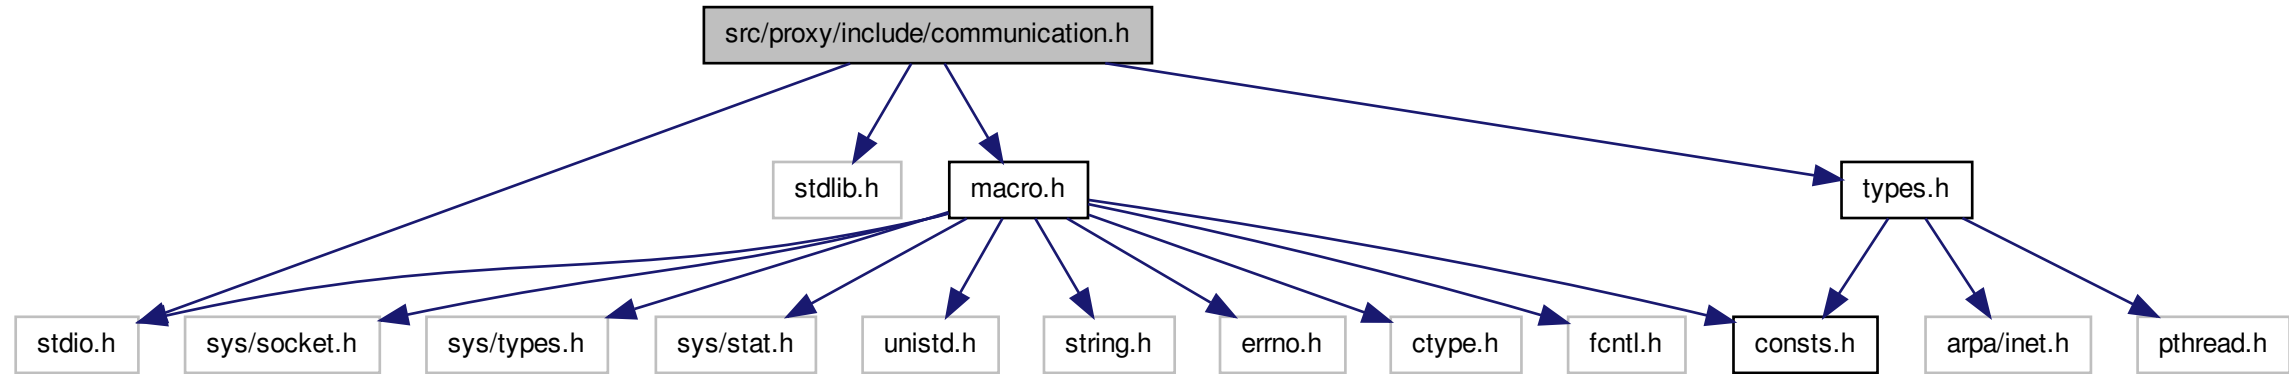 src/proxy/include/communication.h
stdlib.h
macro.h
types.h
stdio.h
sys/socket.h
sys/types.h
sys/stat.h
unistd.h
string.h
errno.h
ctype.h
fcntl.h
consts.h
arpa/inet.h
pthread.h